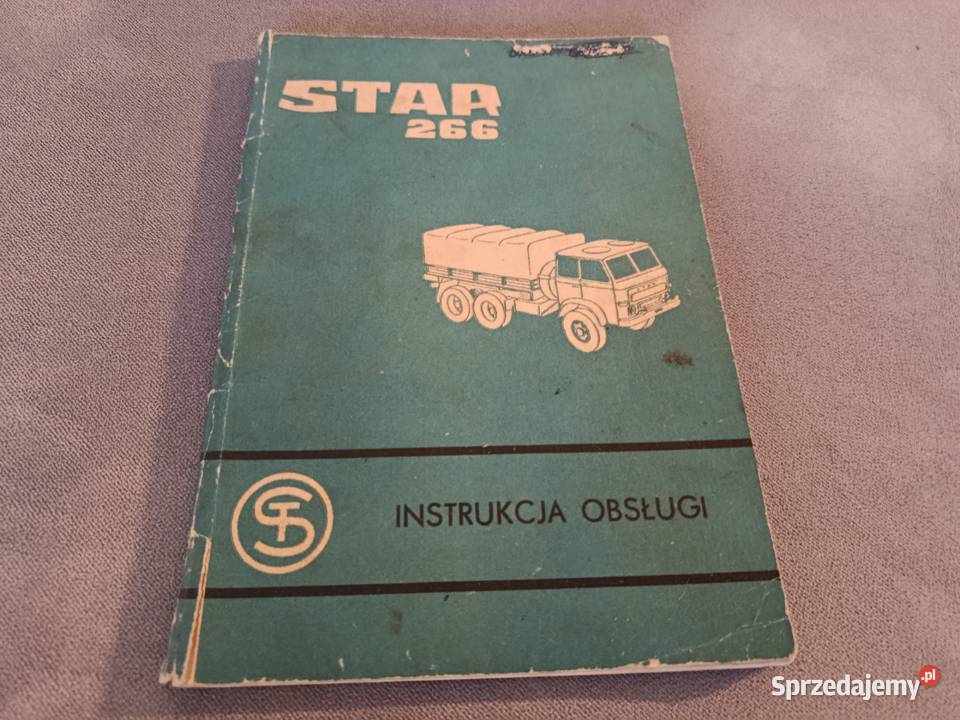 STAR
266
INSTRUKCJA OBSŁUGI
Sprzedajemy.pl